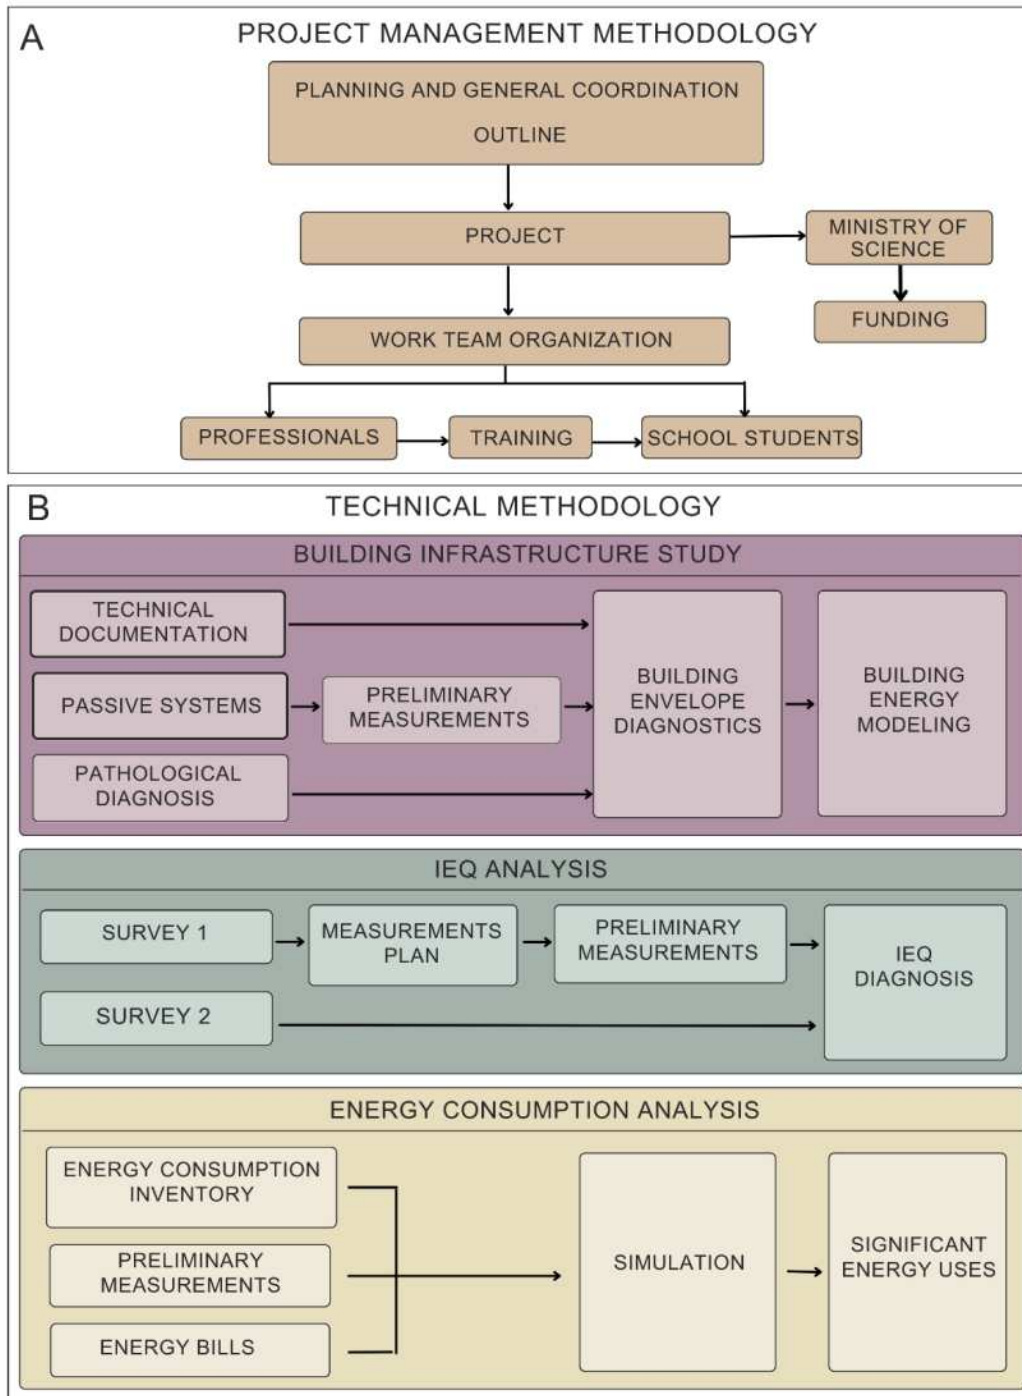 A
PROJECT MANAGEMENT METHODOLOGY
PLANNING AND GENERAL COORDINATION
OUTLINE
PROJECT
MINISTRY OF
SCIENCE
FUNDING
WORK TEAM ORGANIZATION
PROFESSIONALS
TRAINING
SCHOOL STUDENTS
B
TECHNICAL METHODOLOGY
BUILDING INFRASTRUCTURE STUDY
TECHNICAL
DOCUMENTATION
PASSIVE SYSTEMS
PRELIMINARY
MEASUREMENTS
PATHOLOGICAL
DIAGNOSIS
BUILDING
ENVELOPE
DIAGNOSTICS
BUILDING
ENERGY
MODELING
IEQ ANALYSIS
SURVEY 1
MEASUREMENTS
PLAN
PRELIMINARY
MEASUREMENTS
SURVEY 2
IEQ
DIAGNOSIS
ENERGY CONSUMPTION ANALYSIS
ENERGY CONSUMPTION
INVENTORY
PRELIMINARY
MEASUREMENTS
ENERGY BILLS
SIMULATION
SIGNIFICANT
ENERGY USES